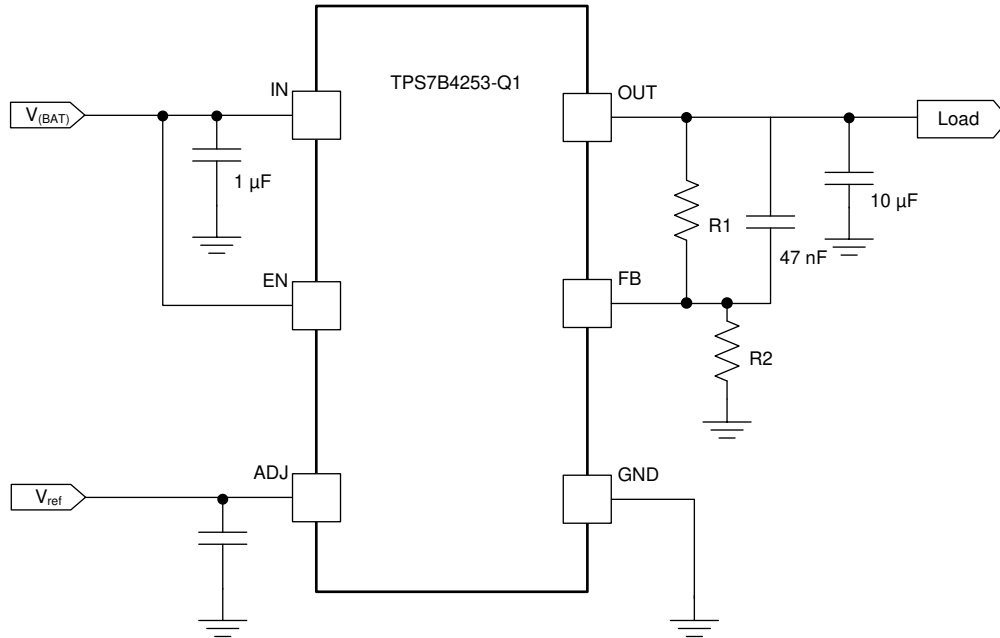 TPS7B4253-Q1
IN
OUT
V(BAT)
Load
1 µF
R1
10 µF
47 nF
EN
FB
R2
ADJ
GND
Vref